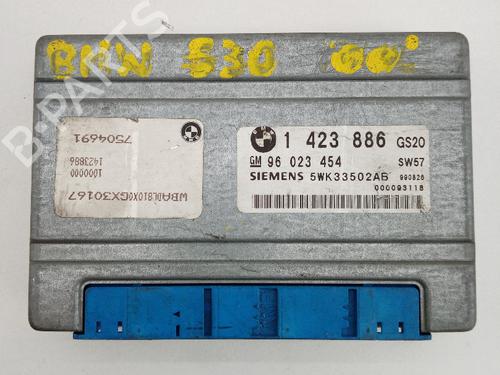 BMW 530 '00'
B-PARTS
7504691
1423886
1000000
WBADL810X0GX30167
1 423 886 GS20
GM 96 023 454 SW57
SIEMENS 5WK33502AB 990826
000093118